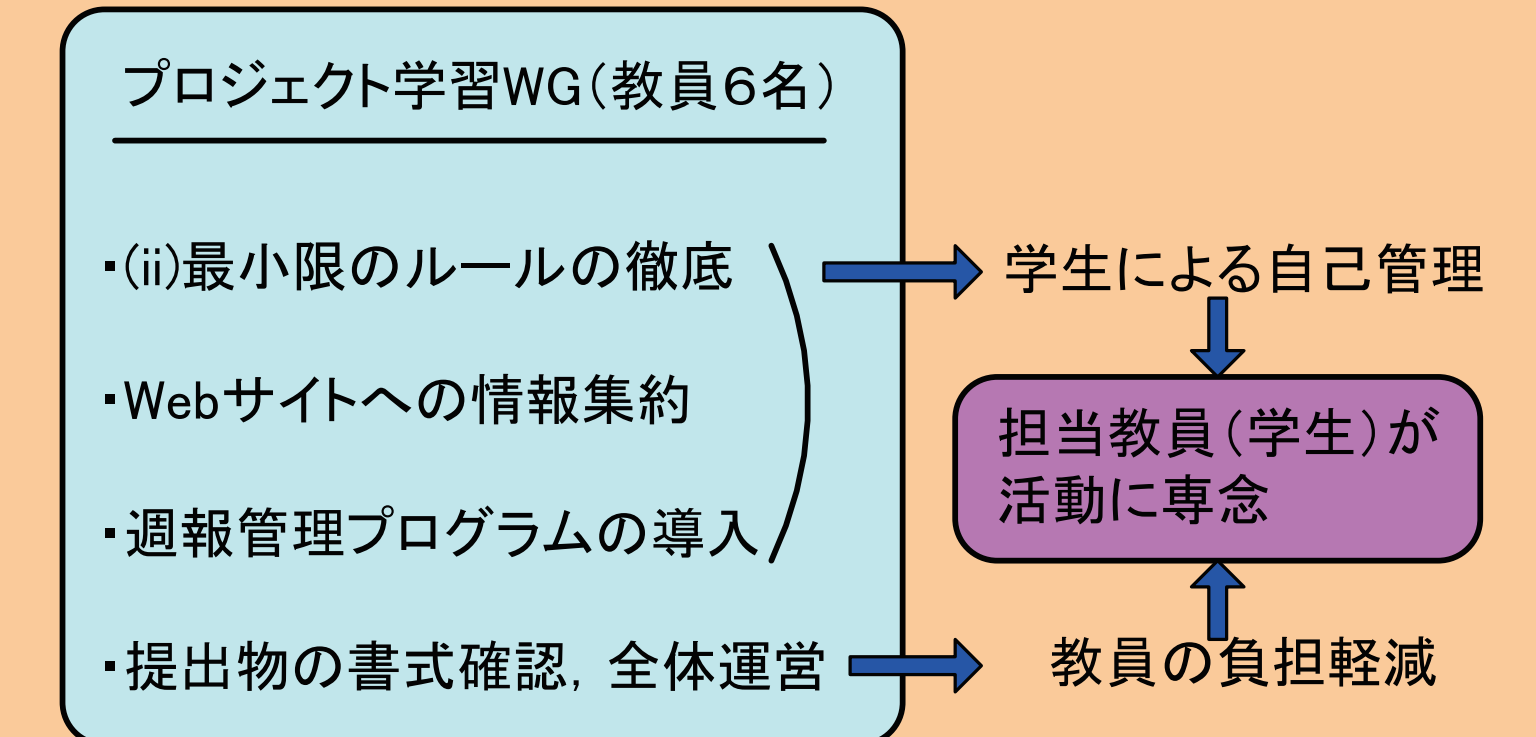 プロジェクト学習WG（教員６名）
・(ii)最小限のルールの徹底
・Webサイトへの情報集約
・週報管理プログラムの導入
・提出物の書式確認，全体運営
学生による自己管理
担当教員（学生）が
活動に専念
教員の負担軽減